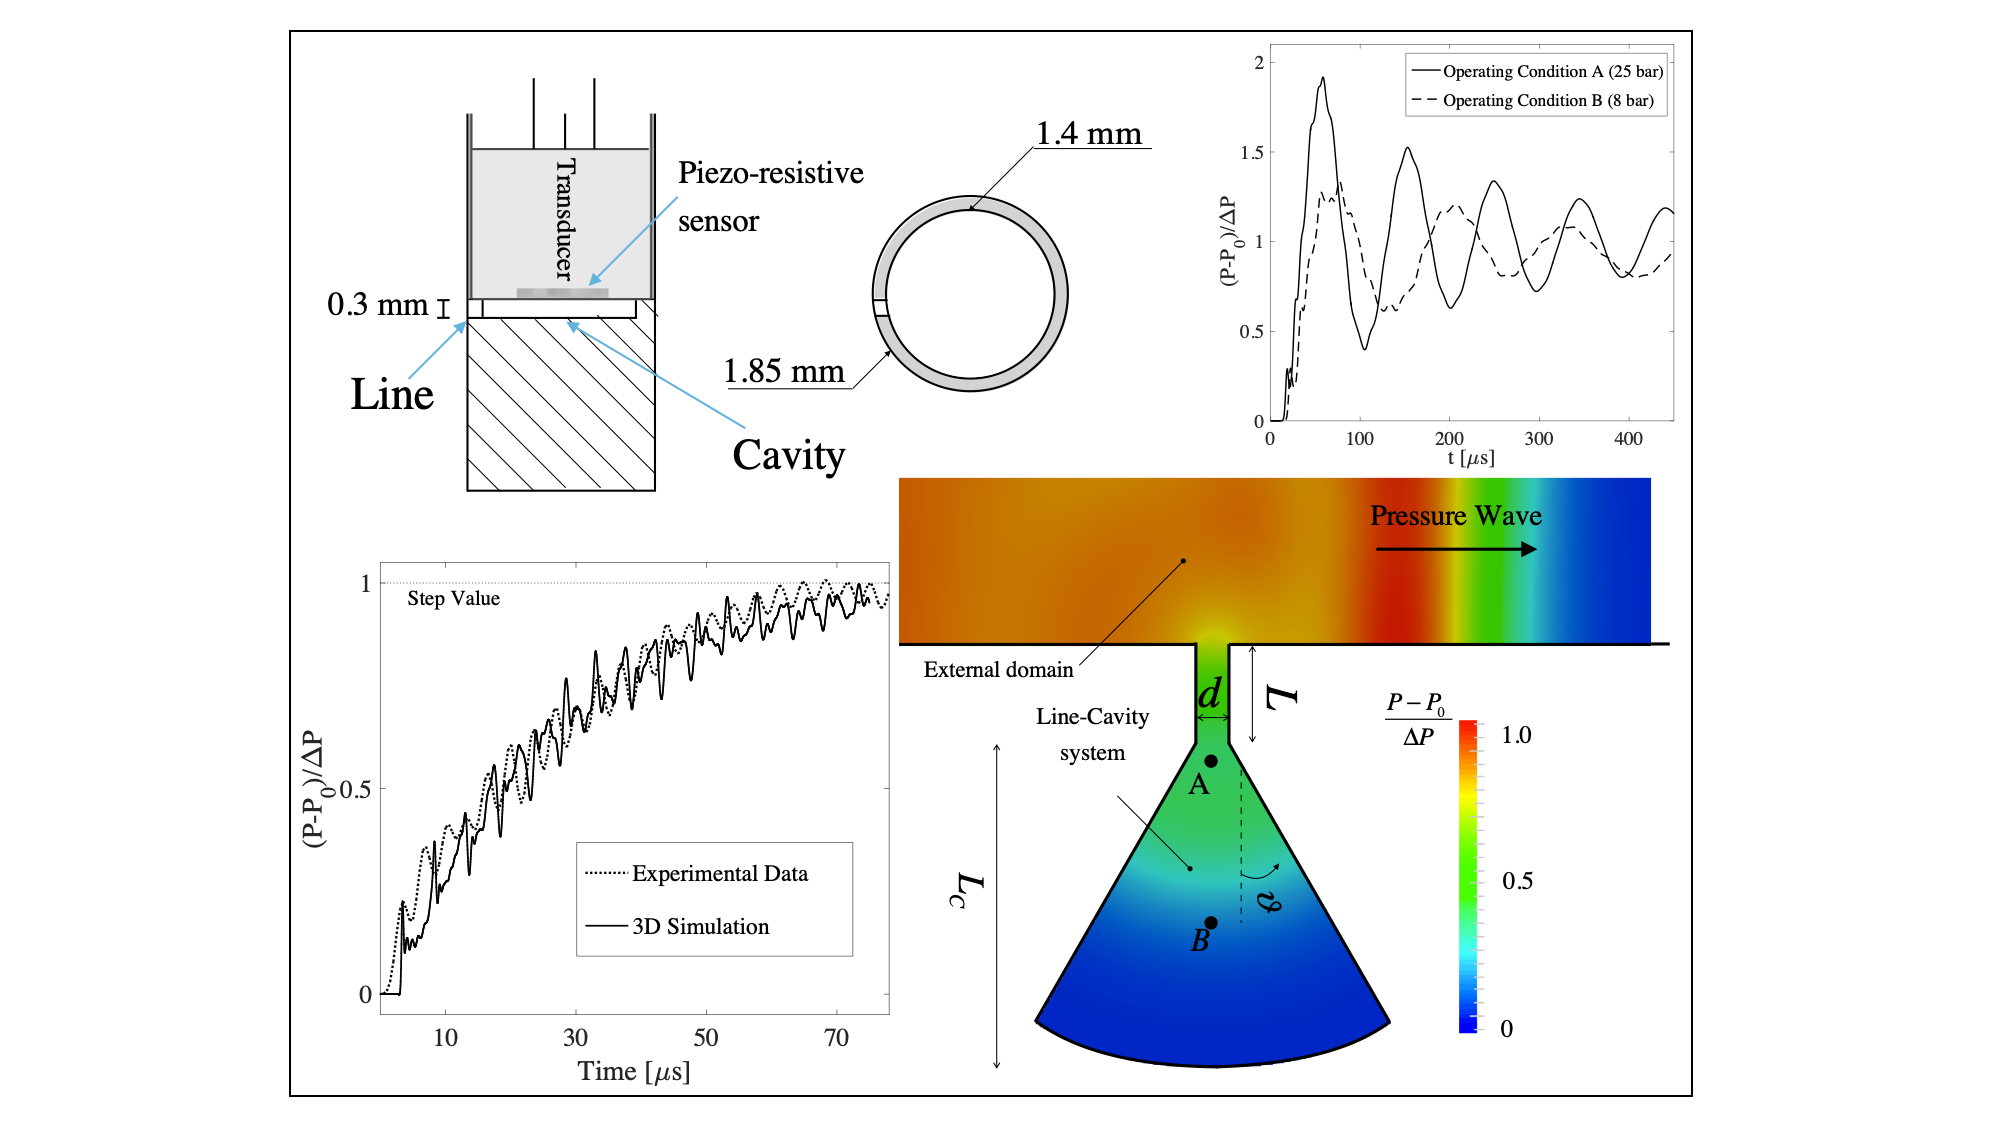 Transducer
Piezo-resistive
sensor
0.3 mm
Line
Cavity
1.4 mm
1.85 mm
2
1.5
1
0.5
0
(P-P₀)/ΔP
Operating Condition A (25 bar)
Operating Condition B (8 bar)
0 100 200 300 400
t [μs]
1
0.5
0
(P-P₀)/ΔP
Step Value
Experimental Data
3D Simulation
10 30 50 70
Time [μs]
Pressure Wave
External domain
d
L
Line-Cavity
system
A
L_C
ϑ
B
P − P₀
ΔP
1.0
0.5
0